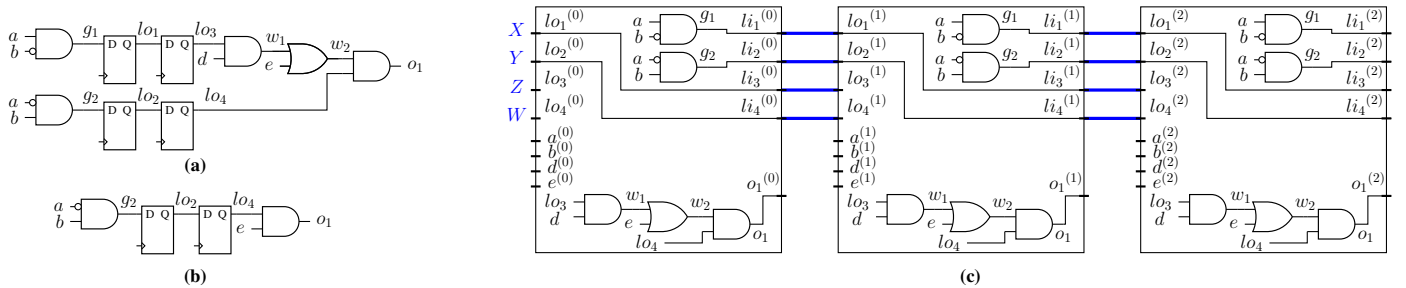 a b g1 D Q lo1 D Q lo3 d w1 e w2 o1
a b g2 D Q lo2 D Q lo4
(a)
a b g2 D Q lo2 D Q lo4 e o1
(b)
X Y Z W
lo1(0) lo2(0) lo3(0) lo4(0)
a b g1 a b g2
li1(0) li2(0) li3(0) li4(0)
a(0) b(0) d(0) e(0)
lo3 d w1 e w2 lo4 o1 o1(0)
lo1(1) lo2(1) lo3(1) lo4(1)
a b g1 a b g2
li1(1) li2(1) li3(1) li4(1)
a(1) b(1) d(1) e(1)
lo3 d w1 e w2 lo4 o1 o1(1)
lo1(2) lo2(2) lo3(2) lo4(2)
a b g1 a b g2
li1(2) li2(2) li3(2) li4(2)
a(2) b(2) d(2) e(2)
lo3 d w1 e w2 lo4 o1 o1(2)
(c)